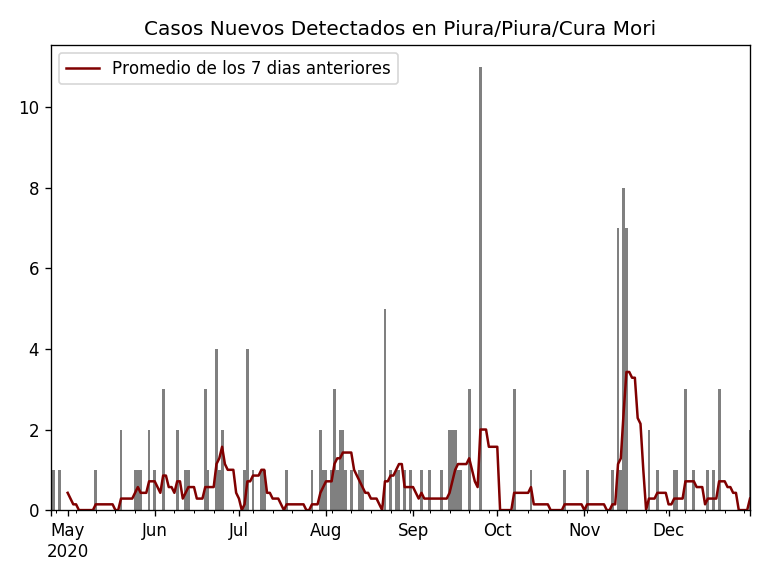 Casos Nuevos Detectados en Piura/Piura/Cura Mori
Promedio de los 7 dias anteriores
10
8
6
4
2
0
May Jun Jul Aug Sep Oct Nov Dec
2020